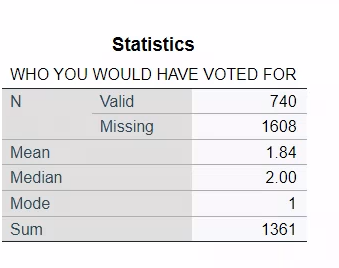 Statistics
WHO YOU WOULD HAVE VOTED FOR
N Valid 740
Missing 1608
Mean 1.84
Median 2.00
Mode 1
Sum 1361